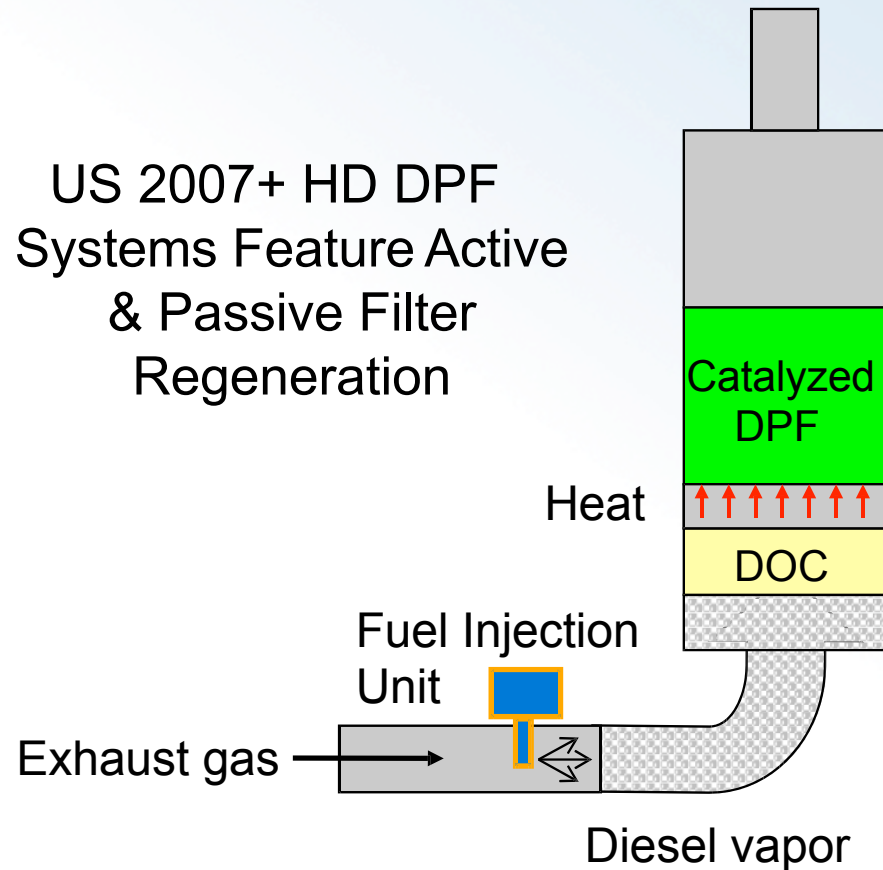 US 2007+ HD DPF
Systems Feature Active
& Passive Filter
Regeneration
Catalyzed
DPF
Heat
DOC
Fuel Injection
Unit
Exhaust gas
Diesel vapor